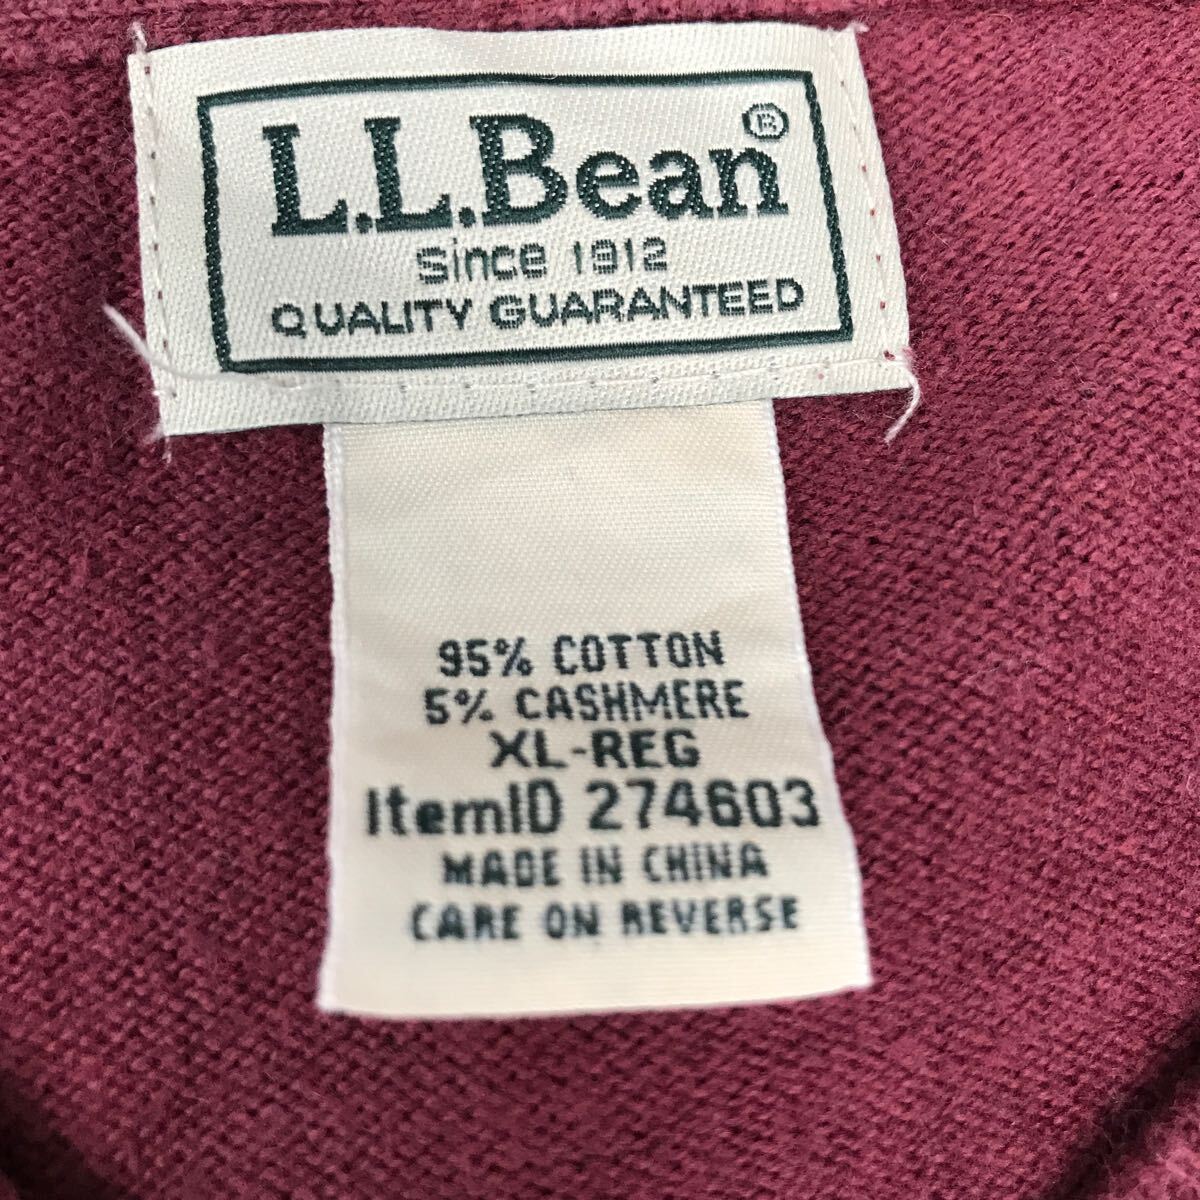 L.L.Bean®
Since 1912
QUALITY GUARANTEED
95% COTTON
5% CASHMERE
XL-REG
ItemID 274603
MADE IN CHINA
CARE ON REVERSE